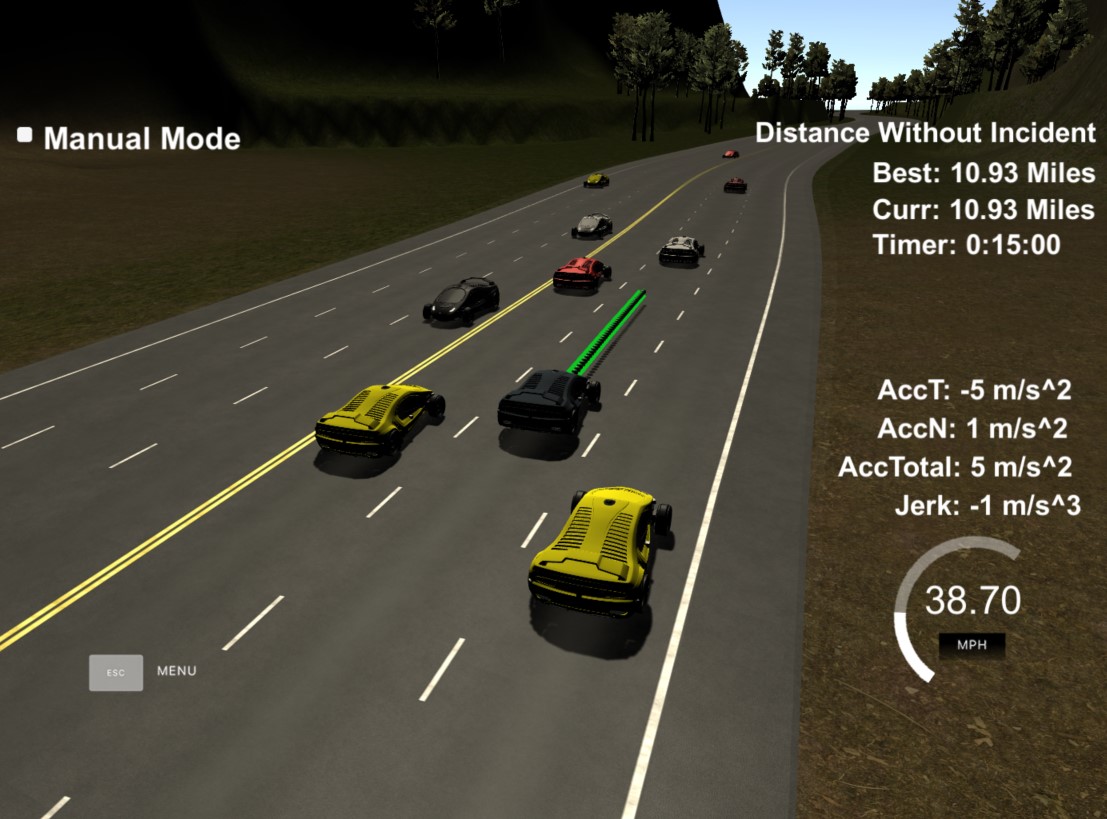 Manual Mode
Distance Without Incident
Best: 10.93 Miles
Curr: 10.93 Miles
Timer: 0:15:00
AccT: -5 m/s^2
AccN: 1 m/s^2
AccTotal: 5 m/s^2
Jerk: -1 m/s^3
38.70
MPH
ESC MENU